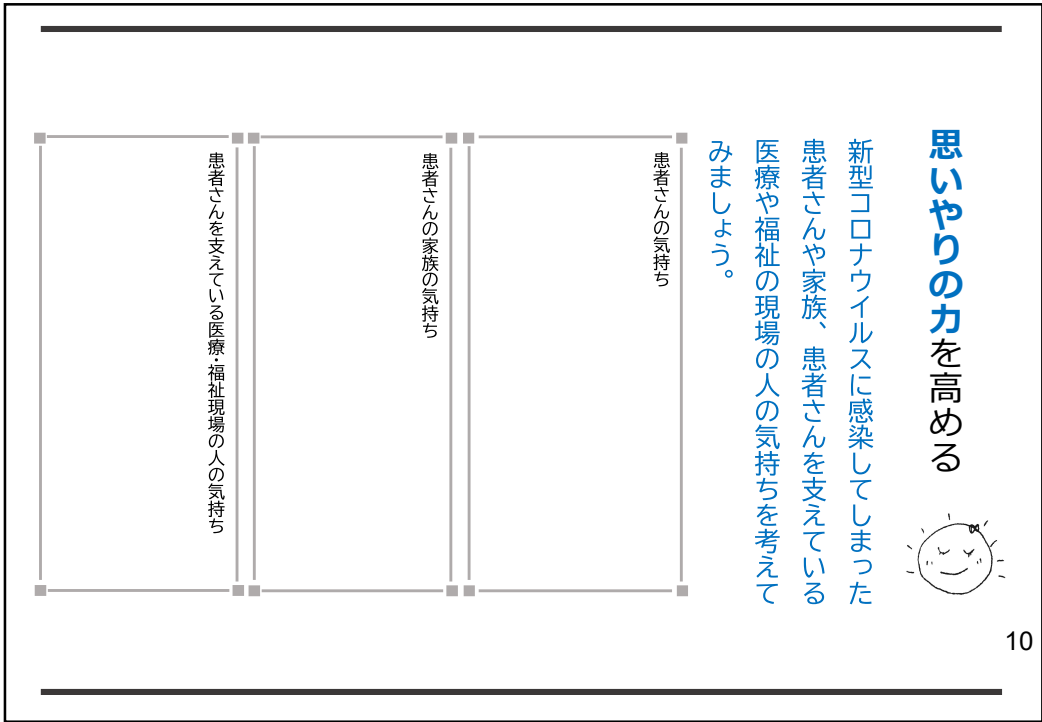 思いやりの力を高める
新型コロナウイルスに感染してしまった
患者さんや家族、患者さんを支えている
医療や福祉の現場の人の気持ちを考えて
みましょう。
患者さんの気持ち
患者さんの家族の気持ち
患者さんを支えている医療・福祉現場の人の気持ち
10